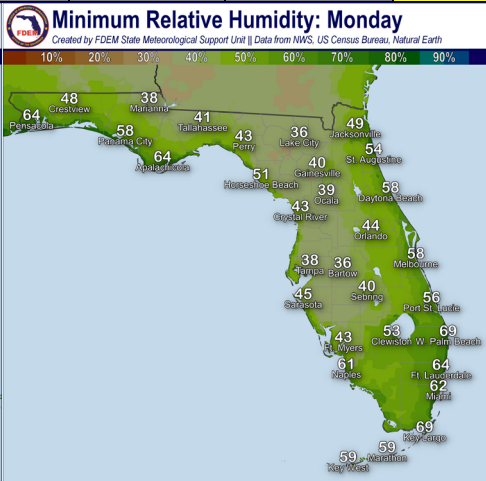 FDEM
Minimum Relative Humidity: Monday
Created by FDEM State Meteorological Support Unit || Data from NWS, US Census Bureau, Natural Earth
10% 20% 30% 40% 50% 60% 70% 80% 90%
48
Crestview
38
Marianna
64
Pensacola
58
Panama City
41
Tallahassee
64
Apalachicola
43
Perry
36
Lake City
49
Jacksonville
54
St. Augustine
40
Gainesville
51
Horseshoe Beach
39
Ocala
58
Daytona Beach
43
Crystal River
44
Orlando
58
Melbourne
38
Tampa
36
Bartow
40
Sebring
45
Sarasota
56
Port St. Lucie
43
Ft. Myers
53
Clewiston
69
W Palm Beach
61
Naples
64
Ft. Lauderdale
62
Miami
69
Key Largo
59
Marathon
59
Key West